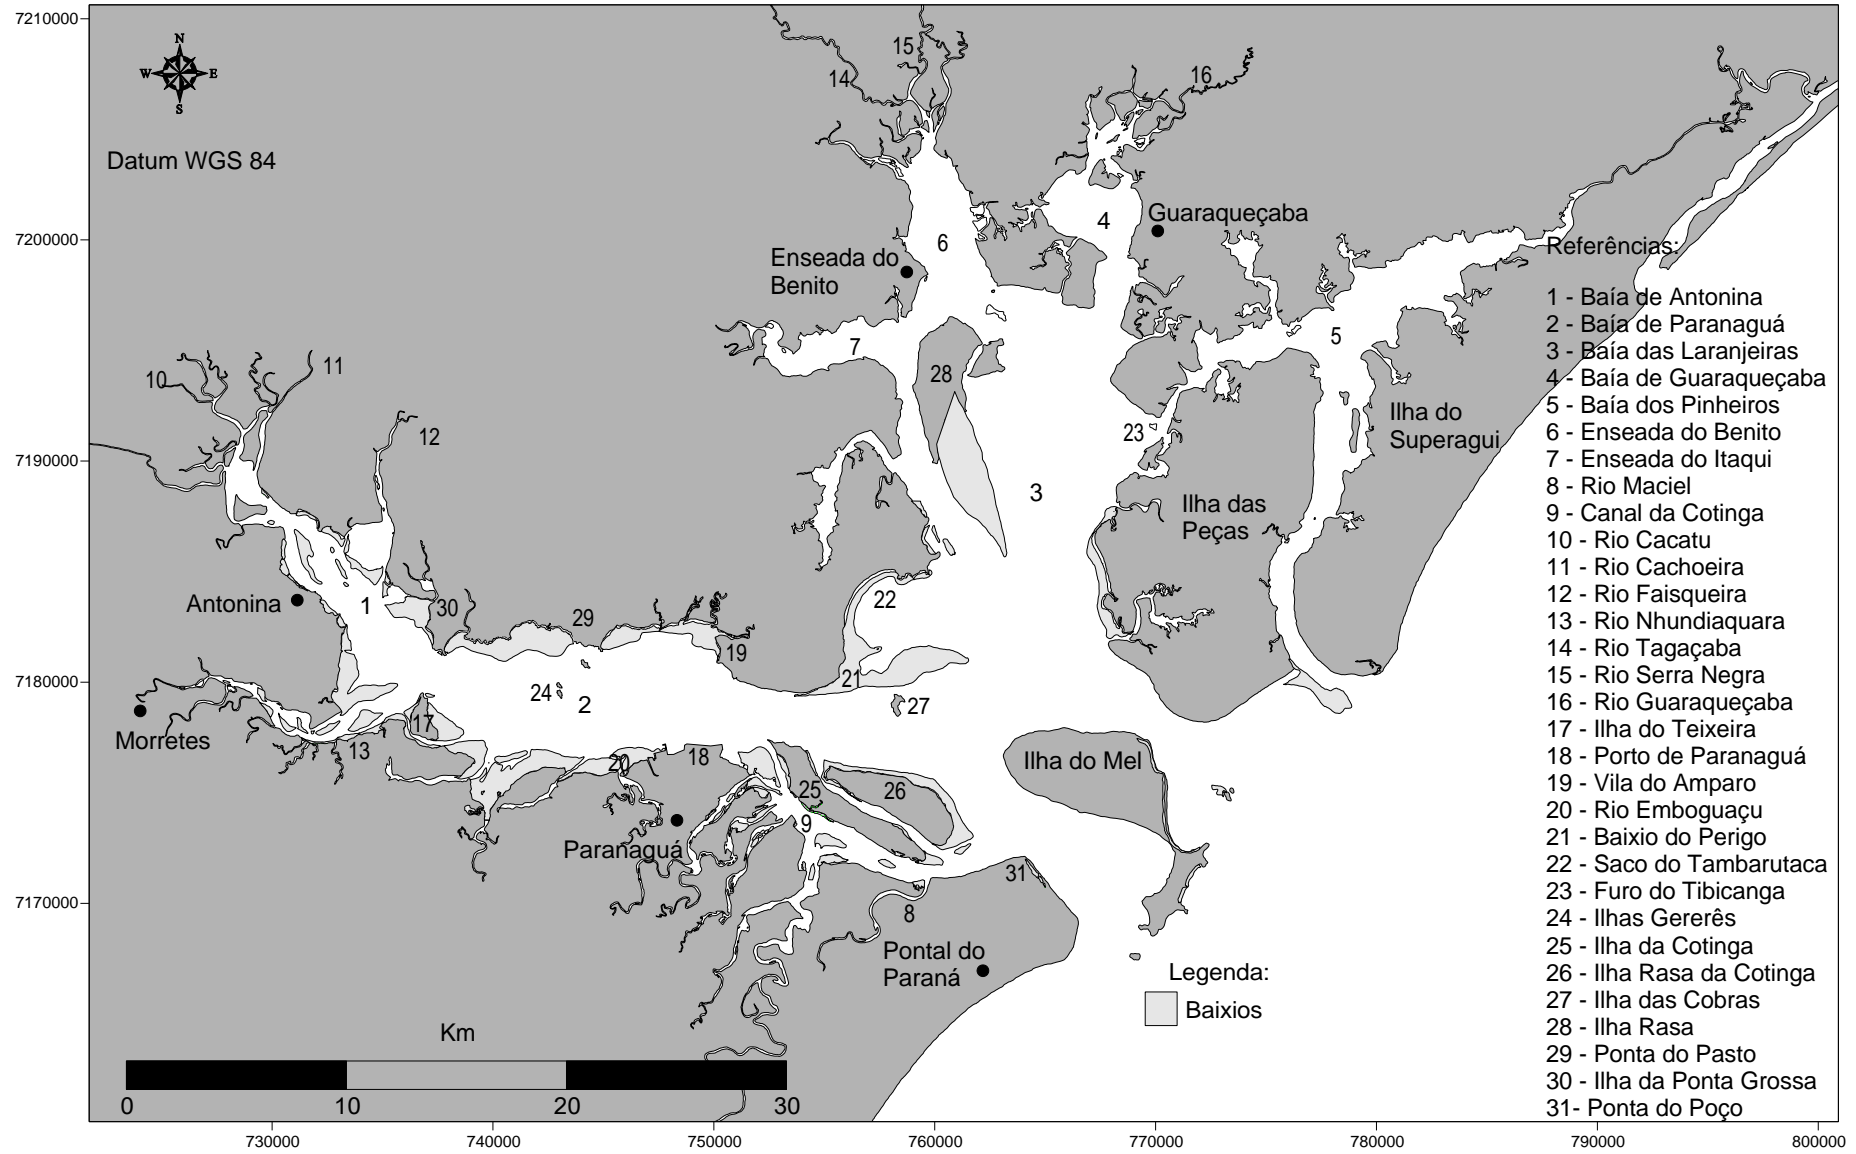 7210000
N
W
E
S
Datum WGS 84
15
14
16
7200000
6
4
Guaraqueçaba
Enseada do
Benito
Referências:
1 - Baía de Antonina
2 - Baía de Paranaguá
3 - Baía das Laranjeiras
4 - Baía de Guaraqueçaba
5 - Baía dos Pinheiros
6 - Enseada do Benito
7 - Enseada do Itaqui
8 - Rio Maciel
9 - Canal da Cotinga
10 - Rio Cacatu
11 - Rio Cachoeira
12 - Rio Faisqueira
13 - Rio Nhundiaquara
14 - Rio Tagaçaba
15 - Rio Serra Negra
16 - Rio Guaraqueçaba
17 - Ilha do Teixeira
18 - Porto de Paranaguá
19 - Vila do Amparo
20 - Rio Emboguaçu
21 - Baixio do Perigo
22 - Saco do Tambarutaca
23 - Furo do Tibicanga
24 - Ilhas Gererês
25 - Ilha da Cotinga
26 - Ilha Rasa da Cotinga
27 - Ilha das Cobras
28 - Ilha Rasa
29 - Ponta do Pasto
30 - Ilha da Ponta Grossa
31- Ponta do Poço
7
5
28
10
11
12
Ilha do
Superagui
23
7190000
3
Ilha das
Peças
Antonina
1
30
29
22
19
7180000
24
2
21
27
Morretes
13
17
20
18
Ilha do Mel
25
26
9
Paranaguá
31
7170000
8
Pontal do
Paraná
Legenda:
Baixios
Km
0
10
20
30
730000
740000
750000
760000
770000
780000
790000
800000